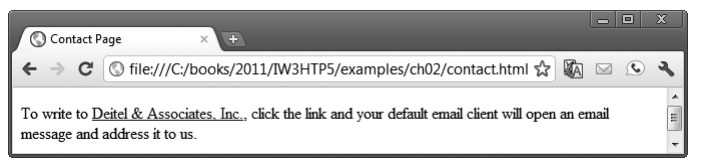 Contact Page
file:///C:/books/2011/IW3HTP5/examples/ch02/contact.html
To write to Deitel & Associates, Inc., click the link and your default email client will open an email
message and address it to us.